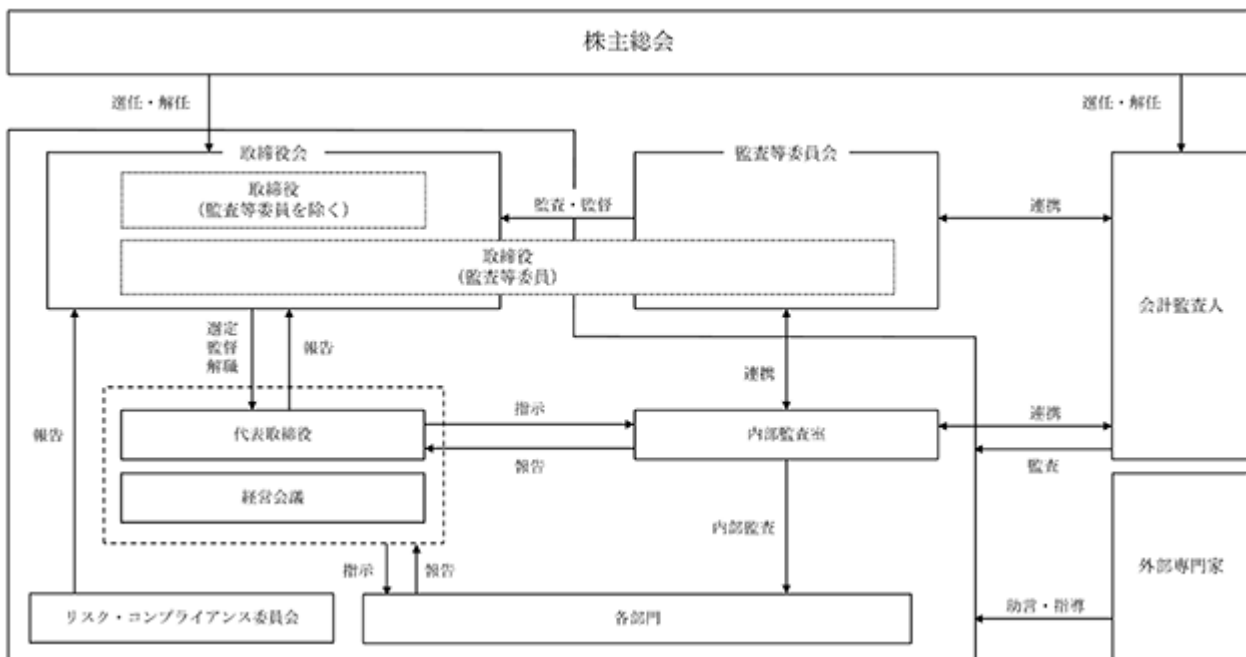 株主総会
選任・解任
選任・解任
取締役会
監査等委員会
取締役
(監査等委員を除く)
監査・監督
連携
取締役
(監査等委員)
会計監査人
選定
監督
解職
報告
連携
報告
代表取締役
指示
内部監査室
連携
報告
監査
経営会議
内部監査
指示
報告
外部専門家
リスク・コンプライアンス委員会
各部門
助言・指導